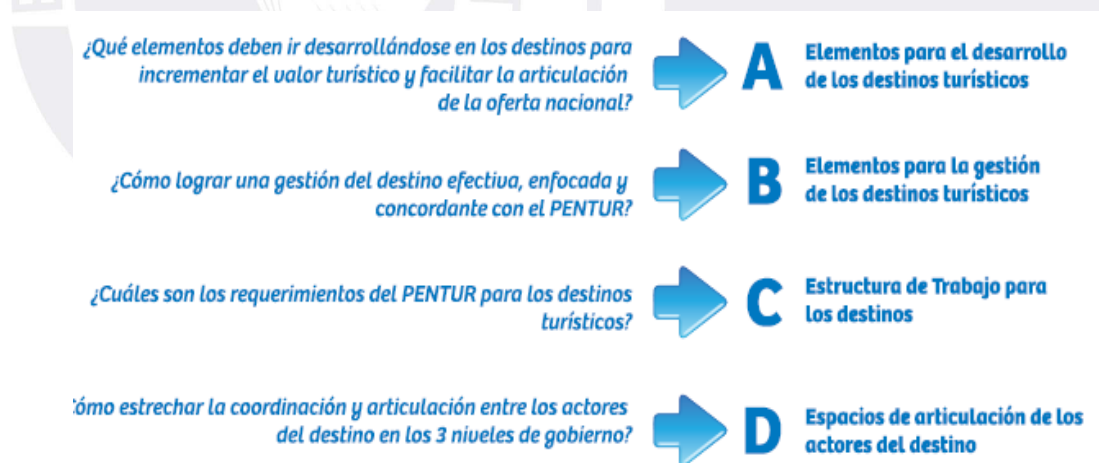 ¿Qué elementos deben ir desarrollándose en los destinos para
incrementar el valor turístico y facilitar la articulación
de la oferta nacional?
A
Elementos para el desarrollo
de los destinos turísticos
¿Cómo lograr una gestión del destino efectiva, enfocada y
concordante con el PENTUR?
B
Elementos para la gestión
de los destinos turísticos
¿Cuáles son los requerimientos del PENTUR para los destinos
turísticos?
C
Estructura de Trabajo para
los destinos
ómo estrechar la coordinación y articulación entre los actores
del destino en los 3 niveles de gobierno?
D
Espacios de articulación de los
actores del destino